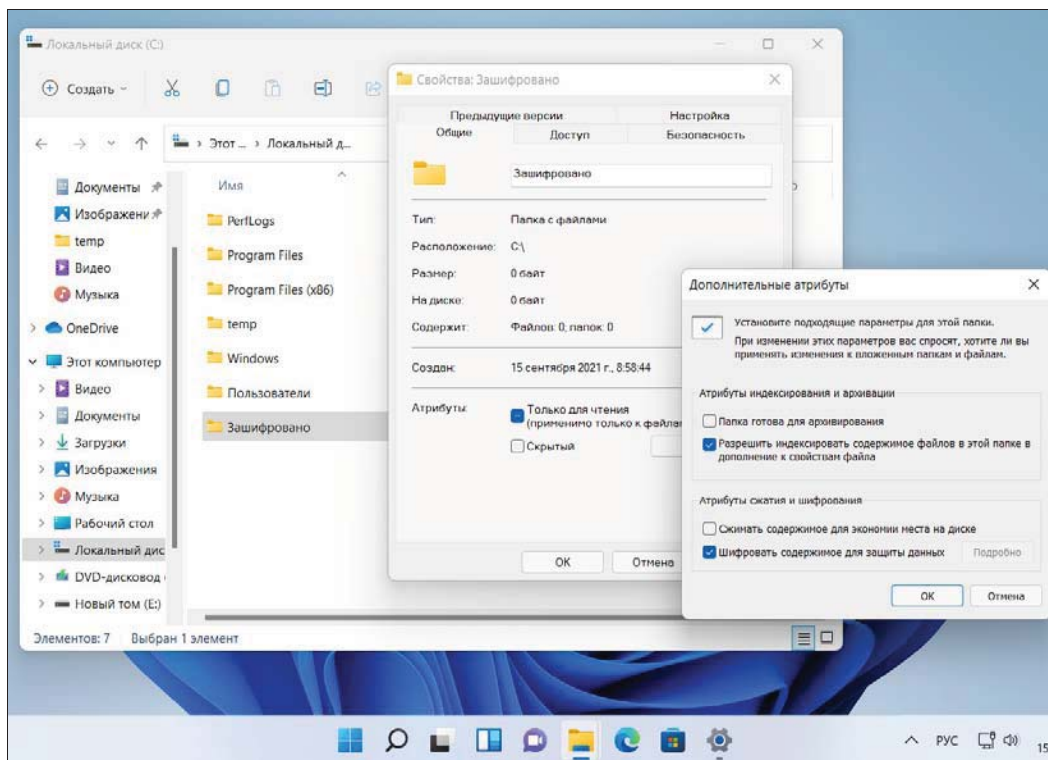 Локальный диск (C:)
Создать
Этот ... › Локальный д...
Документы
Изображени
temp
Видео
Музыка
OneDrive
Этот компьютер
Видео
Документы
Загрузки
Изображения
Музыка
Рабочий стол
Локальный дис
DVD-дисковод
Новый том (E:)
Имя
PerfLogs
Program Files
Program Files (x86)
temp
Windows
Пользователи
Зашифровано
Элементов: 7 Выбран 1 элемент
Свойства: Зашифровано
Предыдущие версии Настройка
Общие Доступ Безопасность
Зашифровано
Тип: Папка с файлами
Расположение: C:\
Размер: 0 байт
На диске: 0 байт
Содержит: Файлов: 0; папок: 0
Создан: 15 сентября 2021 г., 8:58:44
Атрибуты: Только для чтения
(применимо только к файлам
Скрытый
ОК Отмена
Дополнительные атрибуты
Установите подходящие параметры для этой папки.
При изменении этих параметров вас спросят, хотите ли вы
применять изменения к вложенным папкам и файлам.
Атрибуты индексирования и архивации
Папка готова для архивирования
Разрешить индексировать содержимое файлов в этой папке в
дополнение к свойствам файла
Атрибуты сжатия и шифрования
Сжимать содержимое для экономии места на диске
Шифровать содержимое для защиты данных Подробно
ОК Отмена
РУС
15